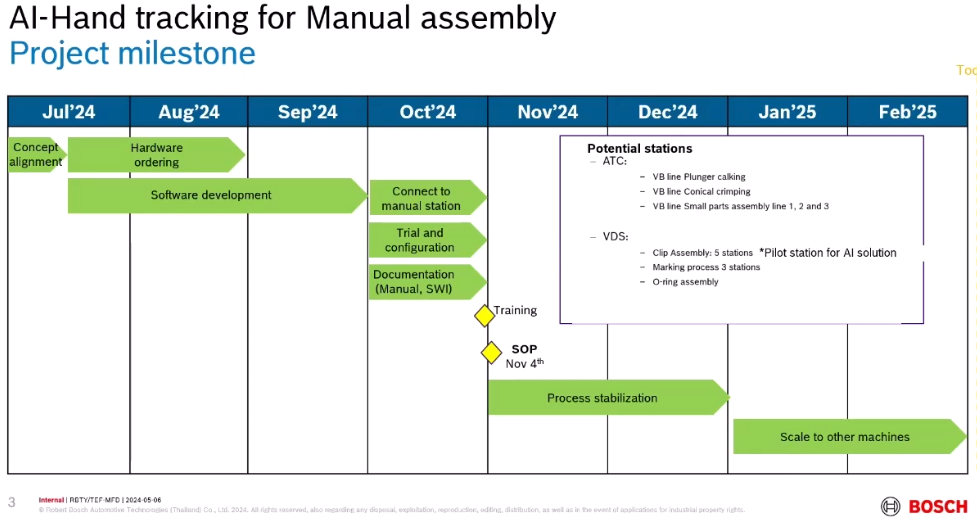 AI-Hand tracking for Manual assembly
Project milestone
Too
Jul’24
Aug’24
Sep’24
Oct’24
Nov’24
Dec’24
Jan’25
Feb’25
Concept
alignment
Hardware
ordering
Software development
Connect to
manual station
Trial and
configuration
Documentation
(Manual, SWI)
Training
SOP
Nov 4th
Process stabilization
Scale to other machines
Potential stations
– ATC:
– VB line Plunger calking
– VB line Conical crimping
– VB line Small parts assembly line 1, 2 and 3
– VDS:
– Clip Assembly: 5 stations *Pilot station for AI solution
– Marking process 3 stations
– O-ring assembly
3
Internal | RBTY/TEF-MFD | 2024-05-06
© Robert Bosch Automotive Technologies (Thailand) Co., Ltd. 2024. All rights reserved, also regarding any disposal, exploitation, reproduction, editing, distribution, as well as in the event of applications for industrial property rights.
BOSCH